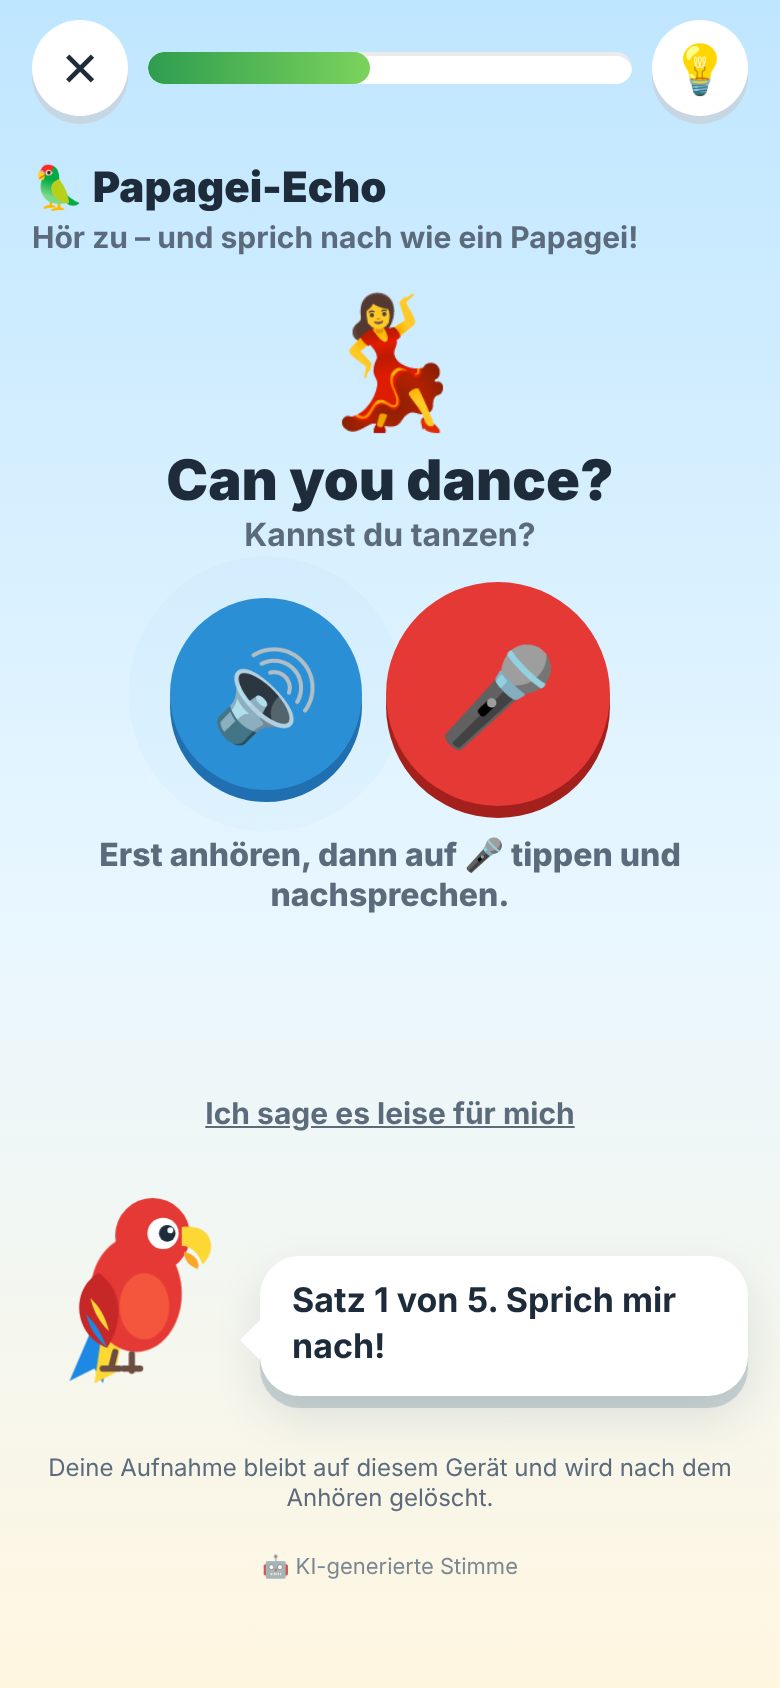 🦜 Papagei-Echo
Hör zu – und sprich nach wie ein Papagei!
Can you dance?
Kannst du tanzen?
Erst anhören, dann auf 🎤 tippen und
nachsprechen.
Ich sage es leise für mich
Satz 1 von 5. Sprich mir
nach!
Deine Aufnahme bleibt auf diesem Gerät und wird nach dem
Anhören gelöscht.
🤖 KI-generierte Stimme